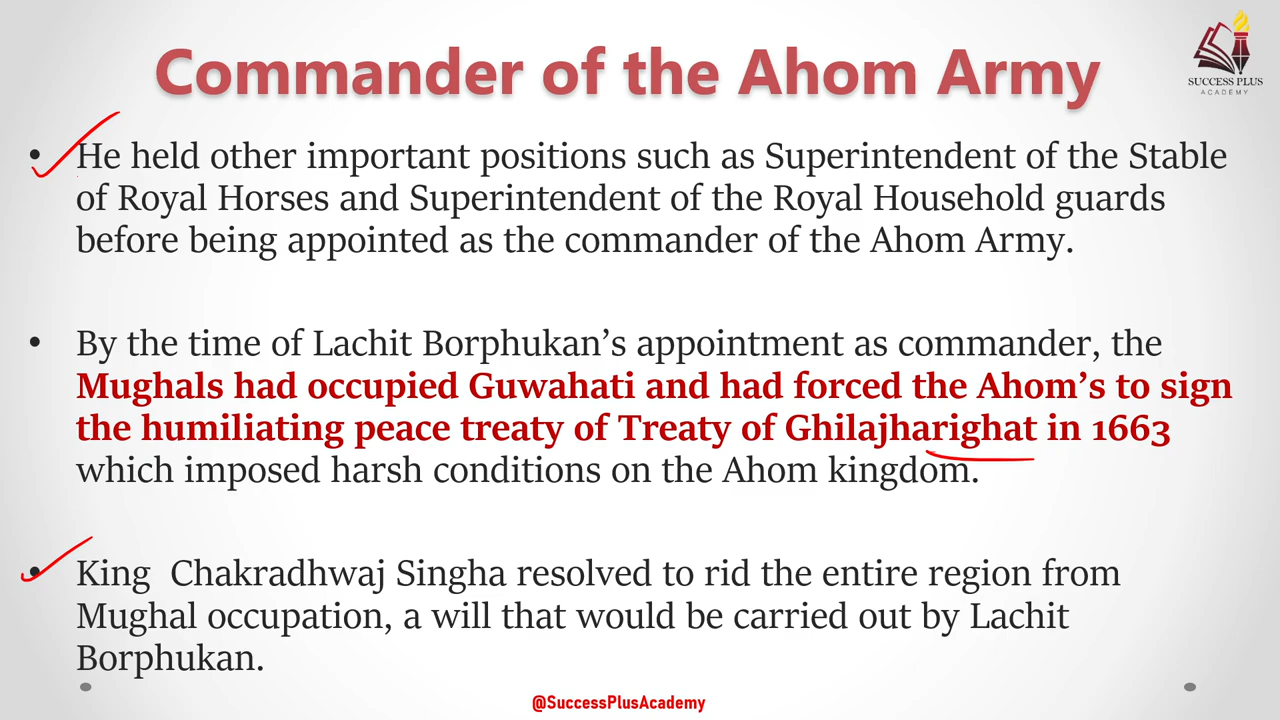 Commander of the Ahom Army
SUCCESS PLUS
ACADEMY
• He held other important positions such as Superintendent of the Stable
of Royal Horses and Superintendent of the Royal Household guards
before being appointed as the commander of the Ahom Army.
• By the time of Lachit Borphukan’s appointment as commander, the
Mughals had occupied Guwahati and had forced the Ahom’s to sign
the humiliating peace treaty of Treaty of Ghilajharighat in 1663
which imposed harsh conditions on the Ahom kingdom.
• King Chakradhwaj Singha resolved to rid the entire region from
Mughal occupation, a will that would be carried out by Lachit
Borphukan.
@SuccessPlusAcademy